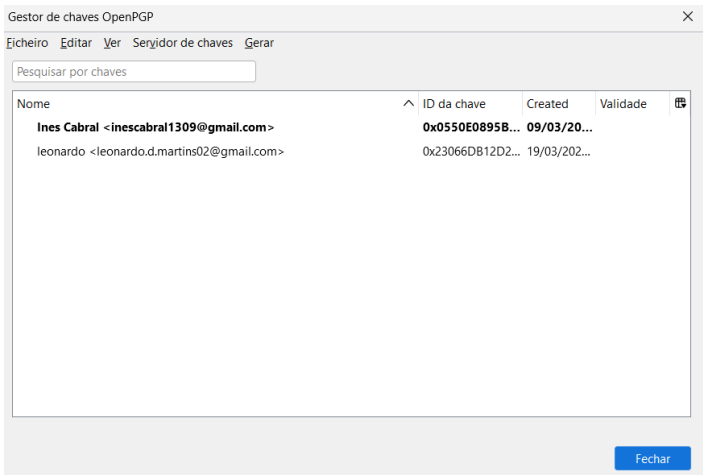 Gestor de chaves OpenPGP
Ficheiro Editar Ver Servidor de chaves Gerar
Pesquisar por chaves
Nome ID da chave Created Validade
Ines Cabral <inescabral1309@gmail.com> 0x0550E0895B... 09/03/20...
leonardo <leonardo.d.martins02@gmail.com> 0x23066DB12D2... 19/03/202...
Fechar